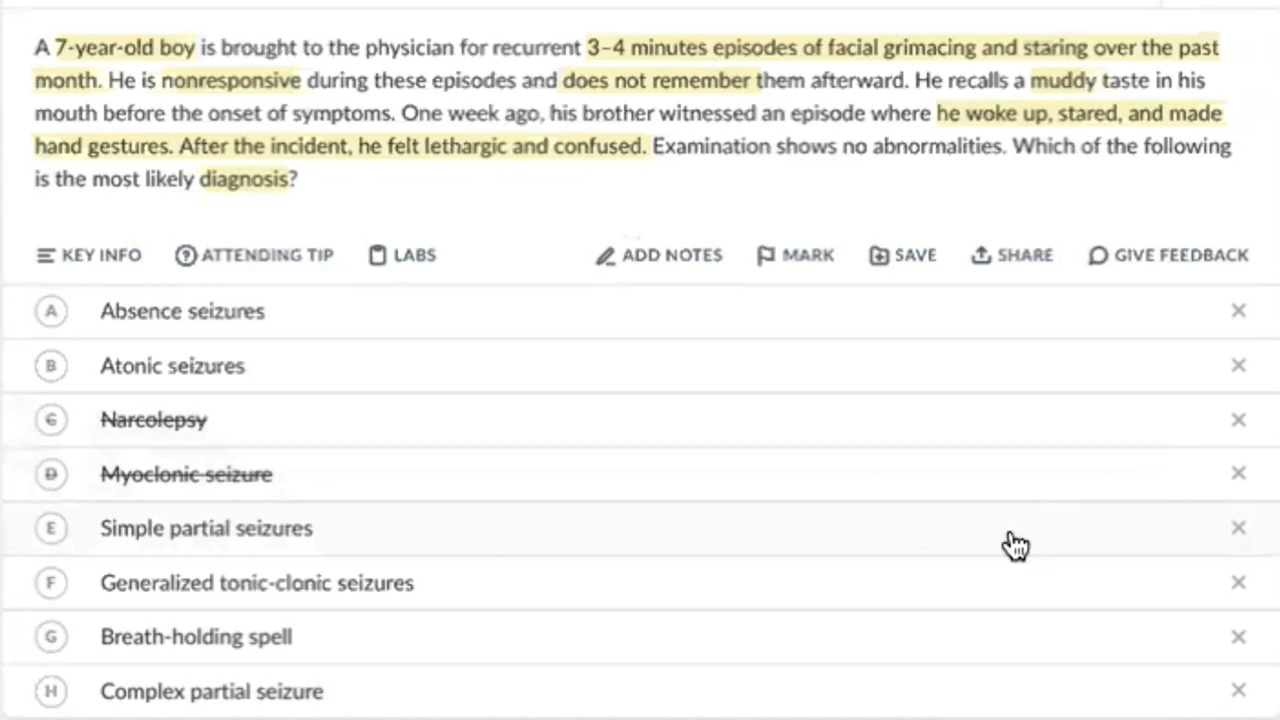 A 7-year-old boy is brought to the physician for recurrent 3–4 minutes episodes of facial grimacing and staring over the past
month. He is nonresponsive during these episodes and does not remember them afterward. He recalls a muddy taste in his
mouth before the onset of symptoms. One week ago, his brother witnessed an episode where he woke up, stared, and made
hand gestures. After the incident, he felt lethargic and confused. Examination shows no abnormalities. Which of the following
is the most likely diagnosis?
KEY INFO ATTENDING TIP LABS ADD NOTES MARK SAVE SHARE GIVE FEEDBACK
A Absence seizures
B Atonic seizures
C Narcolepsy
D Myoclonic seizure
E Simple partial seizures
F Generalized tonic-clonic seizures
G Breath-holding spell
H Complex partial seizure